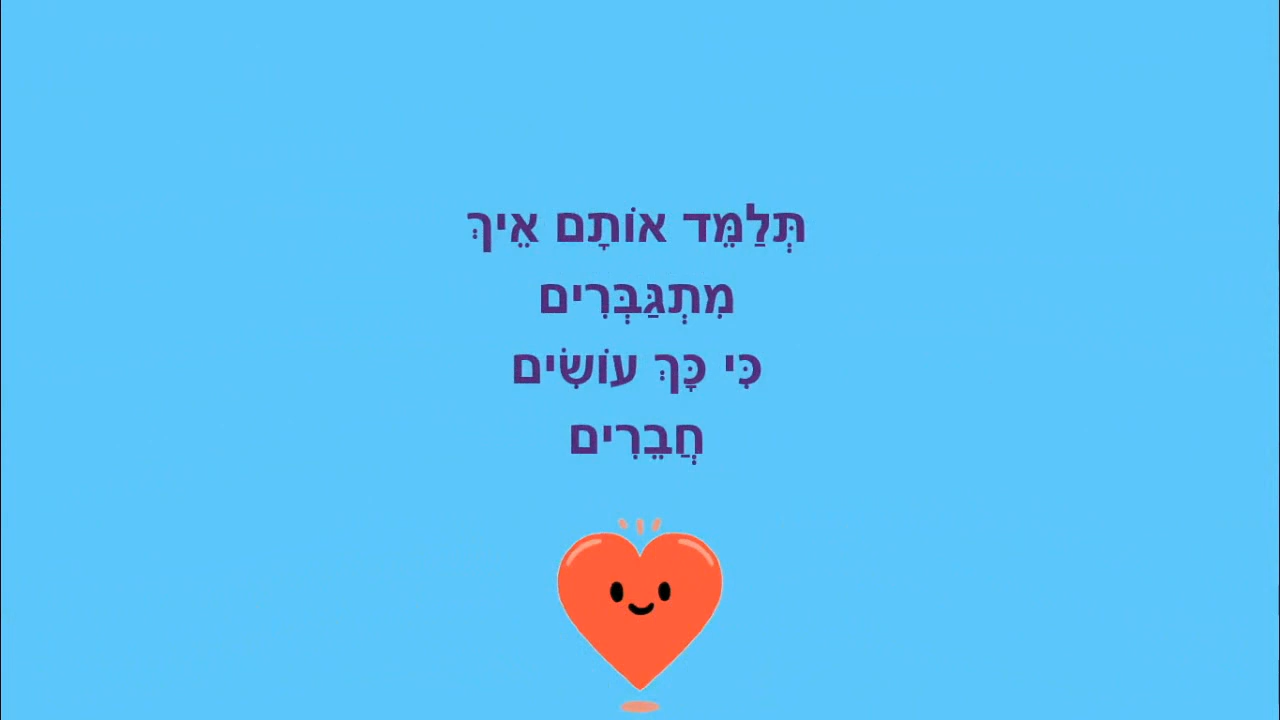 תְּלַמֵּד אוֹתָם אֵיךְ
מִתְגַּבְּרִים
כִּי כָּךְ עוֹשִׂים
חֲבֵרִים